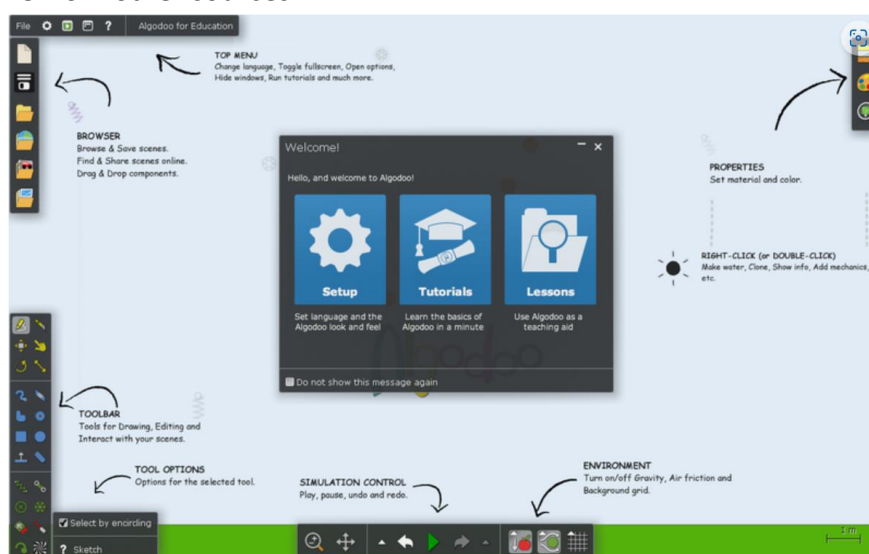 File ? Algodoo for Education
TOP MENU
Change language, Toggle fullscreen, Open options,
Hide windows, Run tutorials and much more.
BROWSER
Browse & Save scenes.
Find & Share scenes online.
Drag & Drop components.
Welcome!
Hello, and welcome to Algodoo!
Setup
Set language and the
Algodoo look and feel
Tutorials
Learn the basics of
Algodoo in a minute
Lessons
Use Algodoo as a
teaching aid
Do not show this message again
Algodoo
PROPERTIES
Set material and color.
RIGHT-CLICK (or DOUBLE-CLICK)
Make water, Clone, Show info, Add mechanics,
etc.
TOOLBAR
Tools for Drawing, Editing and
Interact with your scenes.
TOOL OPTIONS
Options for the selected tool.
SIMULATION CONTROL
Play, pause, undo and redo.
ENVIRONMENT
Turn on/off Gravity, Air friction and
Background grid.
Select by encircling
? Sketch
1 m